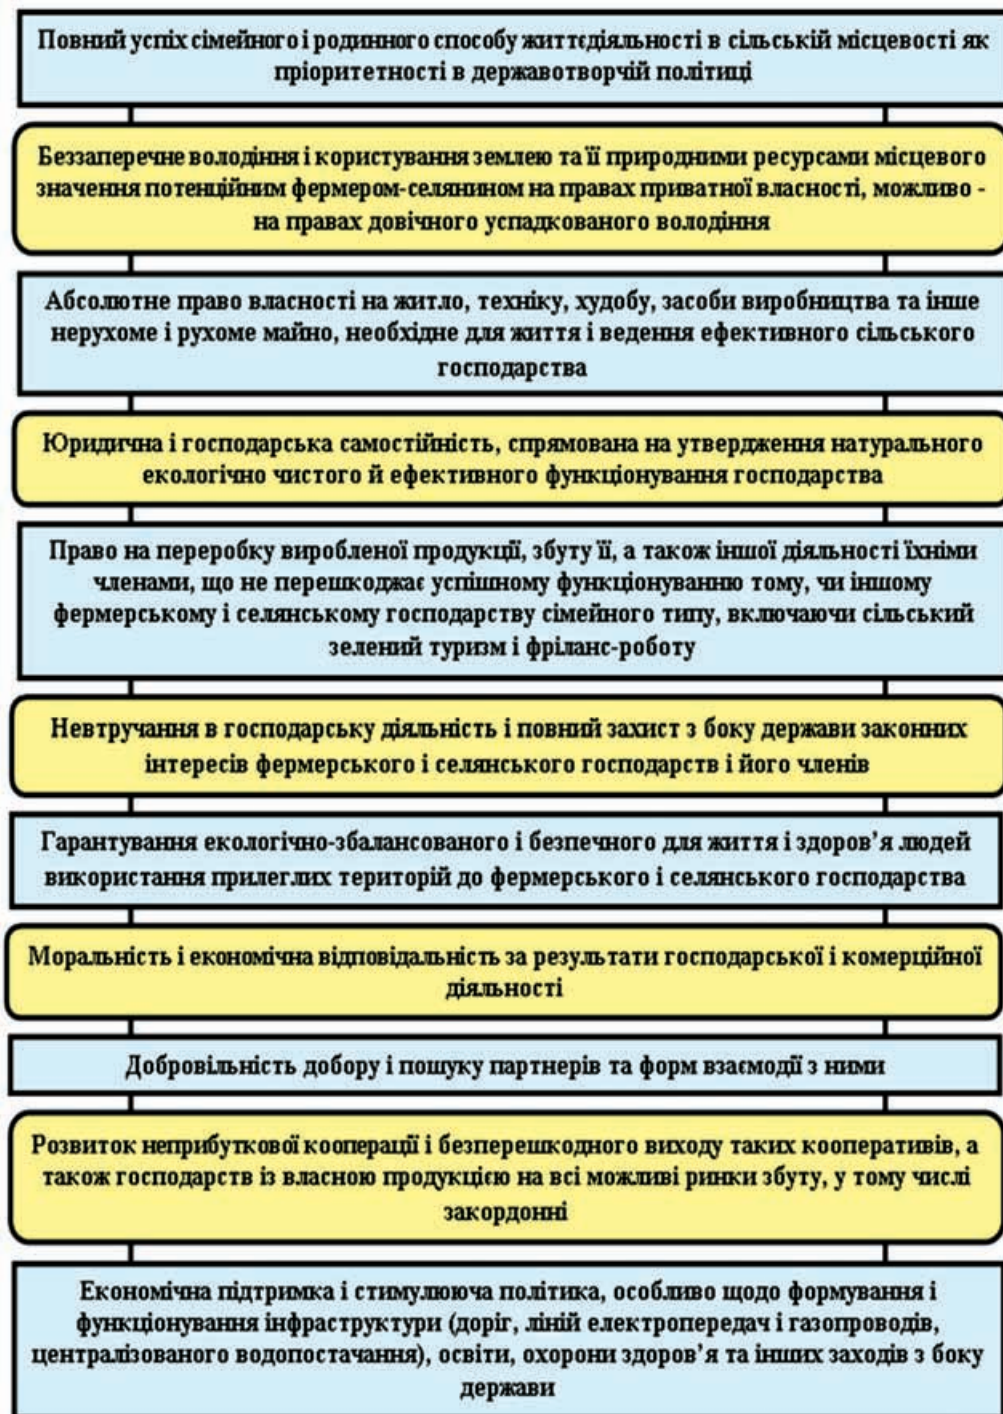 Повний успіх сімейного і родинного способу життєдіяльності в сільській місцевості як
пріоритетності в державотворчій політиці
Беззаперечне володіння і користування землею та її природними ресурсами місцевого
значення потенційним фермером-селянином на правах приватної власності, можливо -
на правах довічного успадкованого володіння
Абсолютне право власності на житло, техніку, худобу, засоби виробництва та інше
нерухоме і рухоме майно, необхідне для життя і ведення ефективного сільського
господарства
Юридична і господарська самостійність, спрямована на утвердження натурального
екологічно чистого й ефективного функціонування господарства
Право на переробку виробленої продукції, збуту її, а також іншої діяльності їхніми
членами, що не перешкоджає успішному функціонуванню тому, чи іншому
фермерському і селянському господарству сімейного типу, включаючи сільський
зелений туризм і фріланс-роботу
Невтручання в господарську діяльність і повний захист з боку держави законних
інтересів фермерського і селянського господарств і його членів
Гарантування екологічно-збалансованого і безпечного для життя і здоров’я людей
використання прилеглих територій до фермерського і селянського господарства
Моральність і економічна відповідальність за результати господарської і комерційної
діяльності
Добровільність добору і пошуку партнерів та форм взаємодії з ними
Розвиток неприбуткової кооперації і безперешкодного виходу таких кооперативів, а
також господарств із власною продукцією на всі можливі ринки збуту, у тому числі
закордонні
Економічна підтримка і стимулююча політика, особливо щодо формування і
функціонування інфраструктури (доріг, ліній електропередач і газопроводів,
централізованого водопостачання), освіти, охорони здоров’я та інших заходів з боку
держави